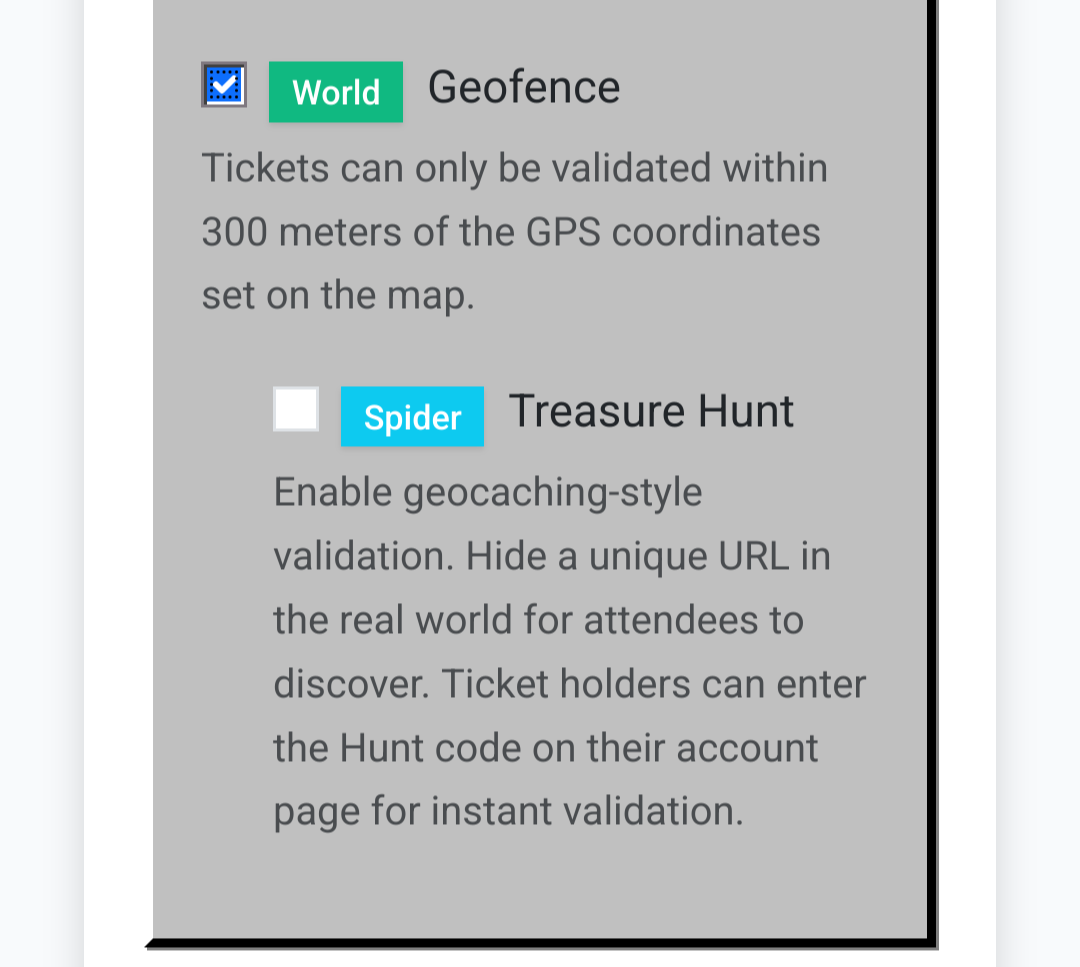 World Geofence
Tickets can only be validated within
300 meters of the GPS coordinates
set on the map.
Spider Treasure Hunt
Enable geocaching-style
validation. Hide a unique URL in
the real world for attendees to
discover. Ticket holders can enter
the Hunt code on their account
page for instant validation.